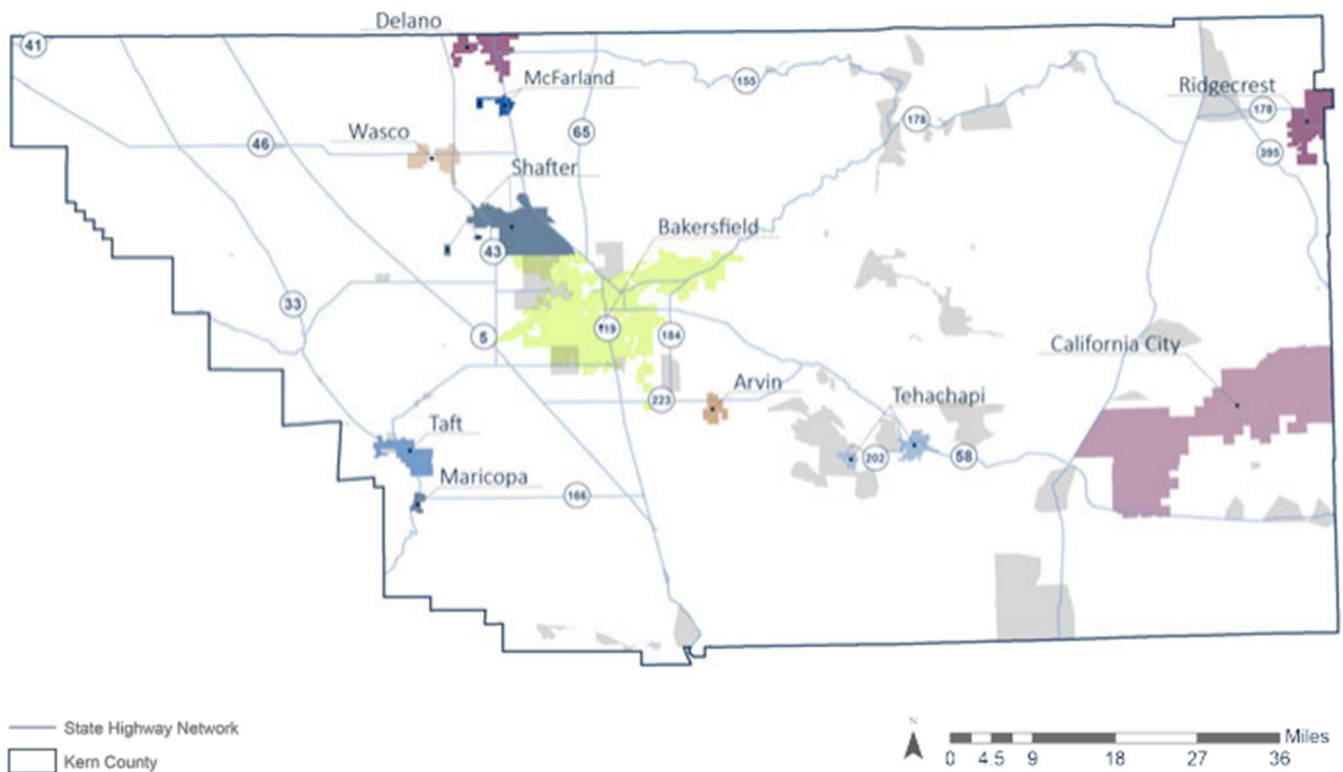 Delano
41
McFarland
155
Ridgecrest
178
178
65
Wasco
46
395
Shafter
Bakersfield
43
33
119
5
184
California City
Arvin
Tehachapi
223
Taft
202
58
Maricopa
166
State Highway Network
Kern County
N
Miles
0 4.5 9 18 27 36